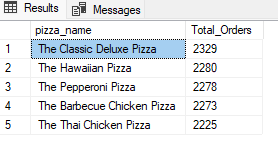 Results Messages
pizza_name Total_Orders
1 The Classic Deluxe Pizza 2329
2 The Hawaiian Pizza 2280
3 The Pepperoni Pizza 2278
4 The Barbecue Chicken Pizza 2273
5 The Thai Chicken Pizza 2225